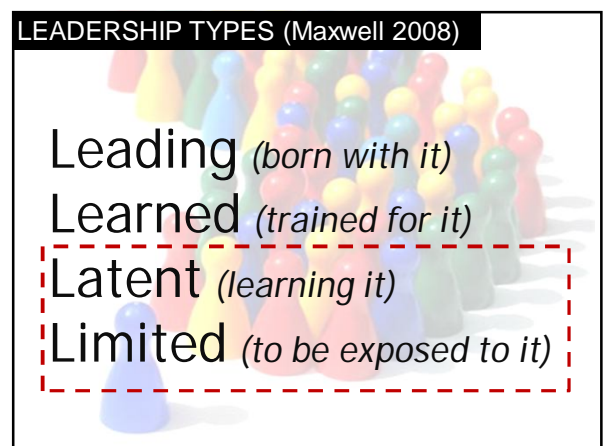 LEADERSHIP TYPES (Maxwell 2008)
Leading (born with it)
Learned (trained for it)
Latent (learning it)
Limited (to be exposed to it)